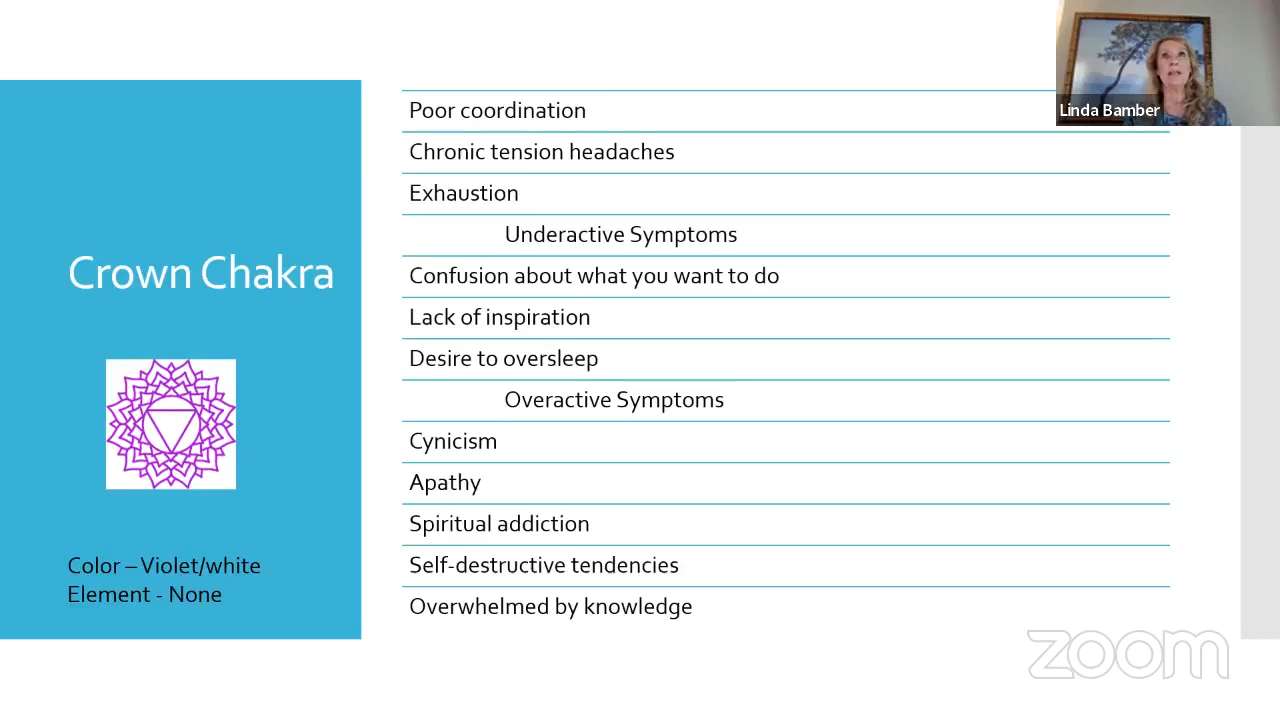 Linda Bamber
Crown Chakra
Color – Violet/white
Element - None
Poor coordination
Chronic tension headaches
Exhaustion
Underactive Symptoms
Confusion about what you want to do
Lack of inspiration
Desire to oversleep
Overactive Symptoms
Cynicism
Apathy
Spiritual addiction
Self-destructive tendencies
Overwhelmed by knowledge
zoom